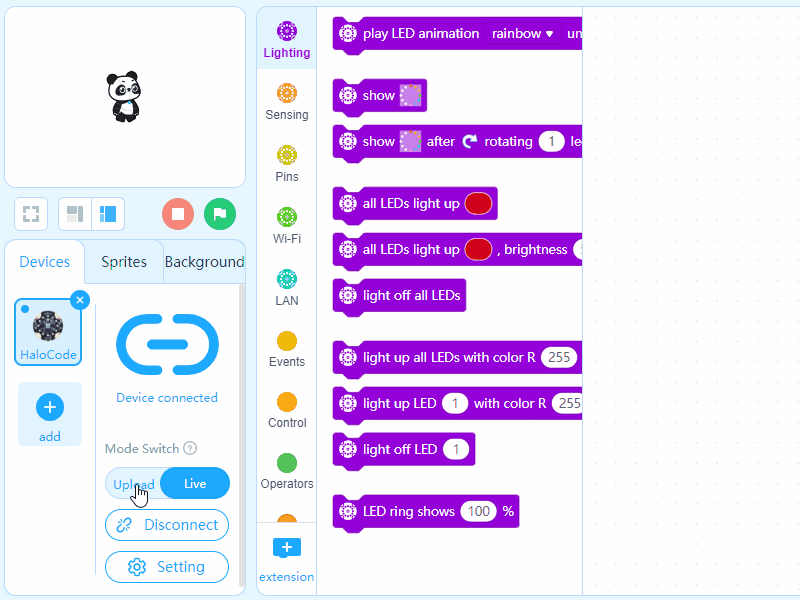 Lighting
Sensing
Pins
Wi-Fi
LAN
Events
Control
Operators
extension
play LED animation rainbow un
show
show after rotating 1 le
all LEDs light up
all LEDs light up , brightness
light off all LEDs
light up all LEDs with color R 255
light up LED 1 with color R 255
light off LED 1
LED ring shows 100 %
Devices Sprites Background
HaloCode
add
Device connected
Mode Switch ?
Upload Live
Disconnect
Setting